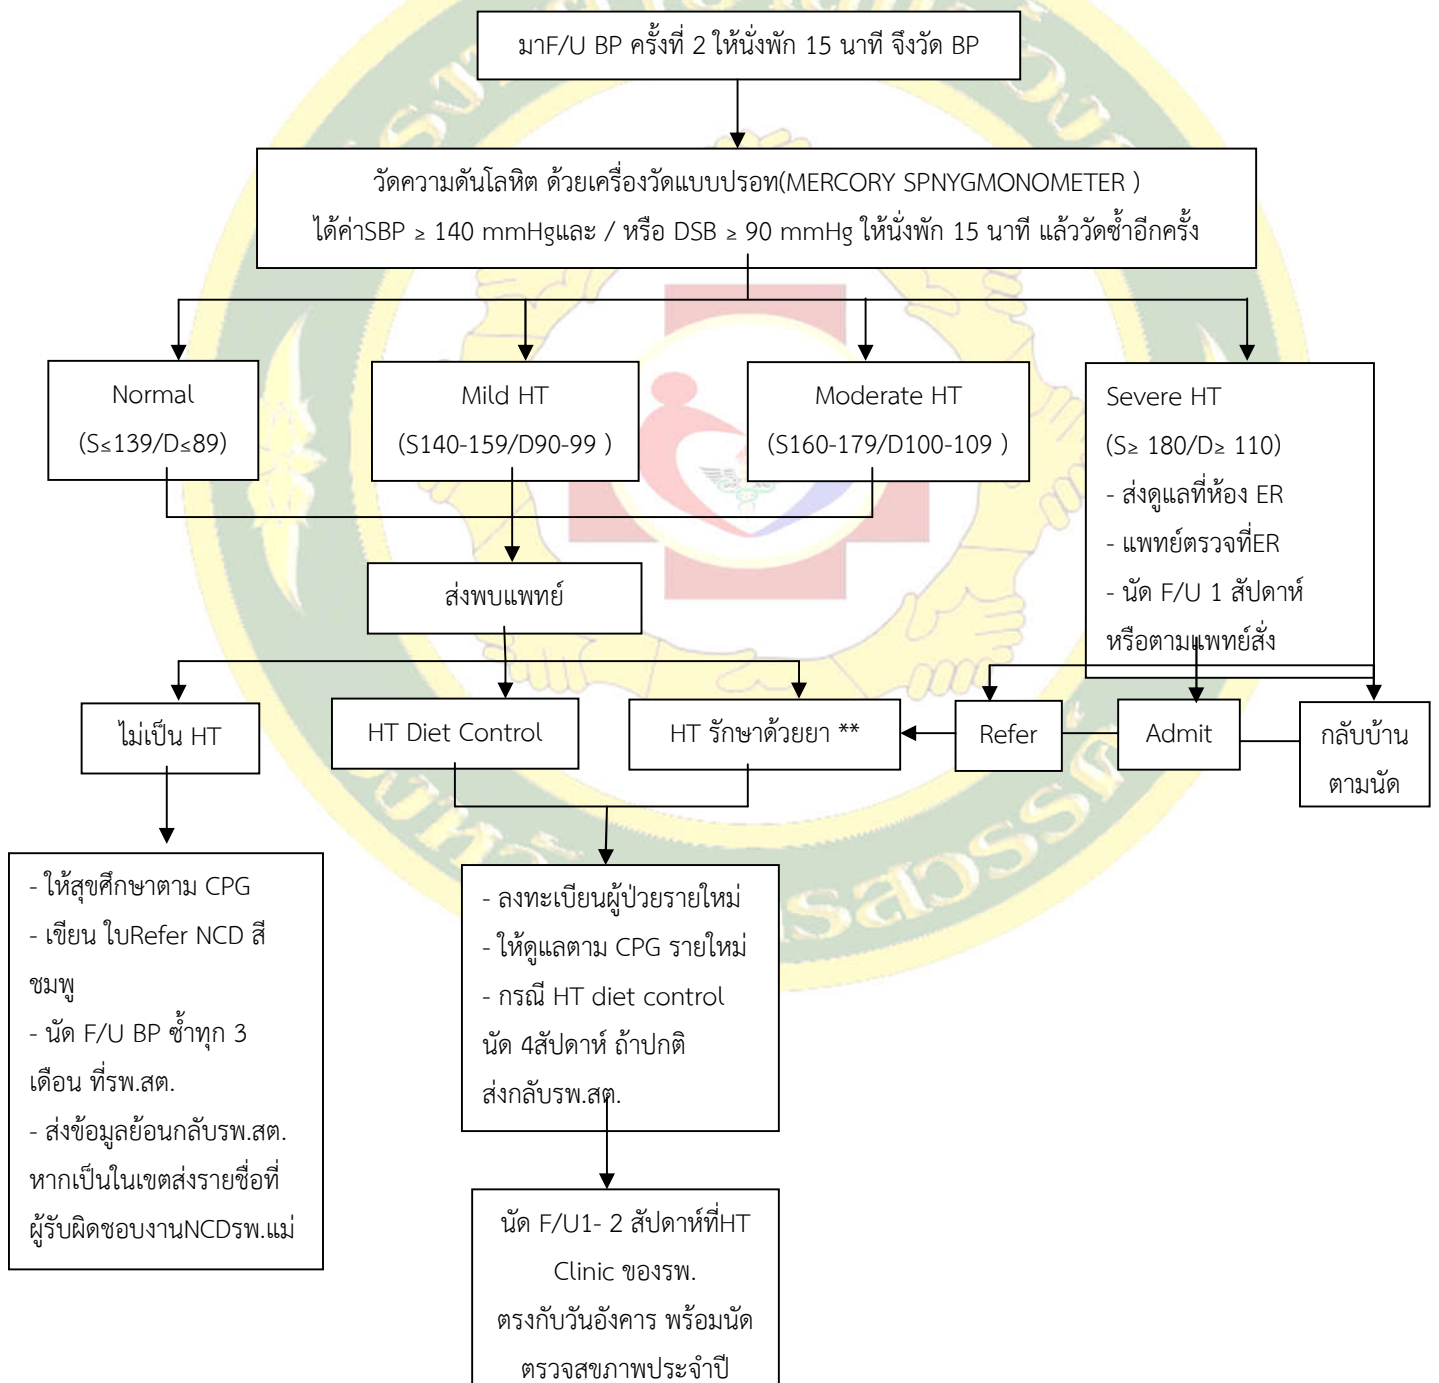 มาF/U BP ครั้งที่ 2 ให้นั่งพัก 15 นาที จึงวัด BP
วัดความดันโลหิต ด้วยเครื่องวัดแบบปรอท(MERCORY SPNYGMONOMETER )
ได้ค่าSBP ≥ 140 mmHgและ / หรือ DSB ≥ 90 mmHg ให้นั่งพัก 15 นาที แล้ววัดซ้ำอีกครั้ง
Normal
(S≤139/D≤89)
Mild HT
(S140-159/D90-99 )
Moderate HT
(S160-179/D100-109 )
Severe HT
(S≥ 180/D≥ 110)
- ส่งดูแลที่ห้อง ER
- แพทย์ตรวจที่ER
- นัด F/U 1 สัปดาห์
หรือตามแพทย์สั่ง
ส่งพบแพทย์
ไม่เป็น HT
HT Diet Control
HT รักษาด้วยยา **
Refer
Admit
กลับบ้าน
ตามนัด
- ให้สุขศึกษาตาม CPG
- เขียน ใบRefer NCD สี
ชมพู
- นัด F/U BP ซ้ำทุก 3
เดือน ที่รพ.สต.
- ส่งข้อมูลย้อนกลับรพ.สต.
หากเป็นในเขตส่งรายชื่อที่
ผู้รับผิดชอบงานNCDรพ.แม่
- ลงทะเบียนผู้ป่วยรายใหม่
- ให้ดูแลตาม CPG รายใหม่
- กรณี HT diet control
นัด 4สัปดาห์ ถ้าปกติ
ส่งกลับรพ.สต.
นัด F/U1- 2 สัปดาห์ที่HT
Clinic ของรพ.
ตรงกับวันอังคาร พร้อมนัด
ตรวจสขภาพประจำปี